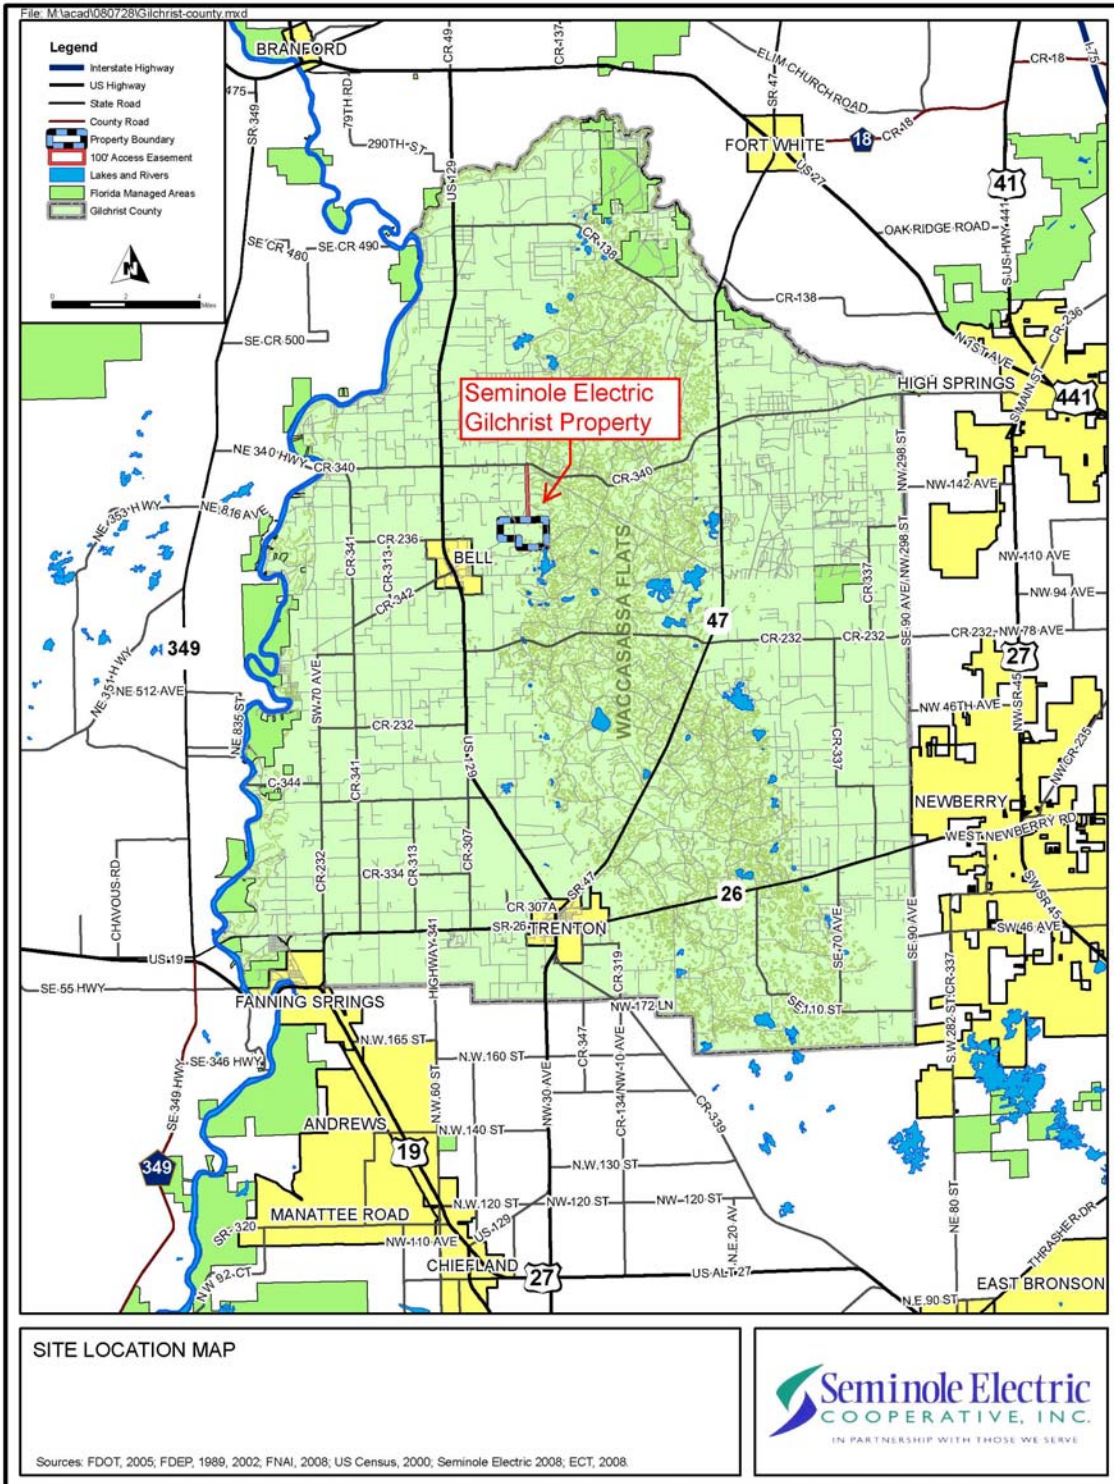 File: M:\acad\080728\Gilchrist-county.mxd
Legend
Interstate Highway
US Highway
State Road
County Road
Property Boundary
100' Access Easement
Lakes and Rivers
Florida Managed Areas
Gilchrist County
N
0 2 4
Miles
BRANFORD
CR-49
CR-137
ELIM-CHURCH ROAD
SR-47
CR-18
I-75
475
SR-349
79TH RD
290TH-ST
US-129
FORT WHITE
18
CR-18
US-27
41
S-US-HWY-441
OAK RIDGE ROAD
SE-CR 480
SE-CR 490
CR-138
CR-138
CR-236
SE-CR 500
N-1ST AVE
S-MAIN-ST
HIGH SPRINGS
441
Seminole Electric
Gilchrist Property
NE 340 HWY
CR-340
CR-340
NW-298-ST
NW-142-AVE
NE-353-HWY
NE-816-AVE
CR-341
CR-313
CR-236
BELL
CR-342
WACCASASSA FLATS
CR-337
SE-90 AVE/NW-298-ST
NW-110 AVE
NW-94 AVE
349
47
CR-232
CR-232
CR-232, NW-78 AVE
27
NE-351-HWY
NE 512-AVE
NE 835-ST
SW-70 AVE
CR-232
US-129
NW-SR-45
NW 46TH-AVE
NW-CR-235
C-344
CR-341
CR-337
NEWBERRY
WEST NEWBERRY RD
CHAVOUS-RD
CR-232
CR-334
CR-313
CR-307
SR-47
26
CR 307A
SR-26
TRENTON
SW-SR 45
SW-46 AVE
US-19
HIGHWAY-341
CR-319
SE-70 AVE
SE-90 AVE
SE-55 HWY
FANNING SPRINGS
NW-172 LN
SE-110 ST
S.W.-282-ST-CR-337
N.W.165 ST
SE-346 HWY
N.W.160 ST
CR-347
SE-349 HWY
N.W. 60 ST
NW-30 AVE
CR-134/NW-10 AVE
CR-339
ANDREWS
N.W.140 ST
19
349
N.W.130 ST
N.W.120 ST
NW-120 ST
NW-120 ST
MANATTEE ROAD
SR-320
US-129
NW-110 AVE
N.E.20 AV
NE-80 ST
THRASHER-DR
CHIEFLAND
N.W 92-CT
27
US ALT 27
EAST BRONSON
N.E.90 ST
SITE LOCATION MAP
Sources: FDOT, 2005; FDEP, 1989, 2002; FNAI, 2008; US Census, 2000; Seminole Electric 2008; ECT, 2008.
Seminole Electric
COOPERATIVE, INC.
IN PARTNERSHIP WITH THOSE WE SERVE